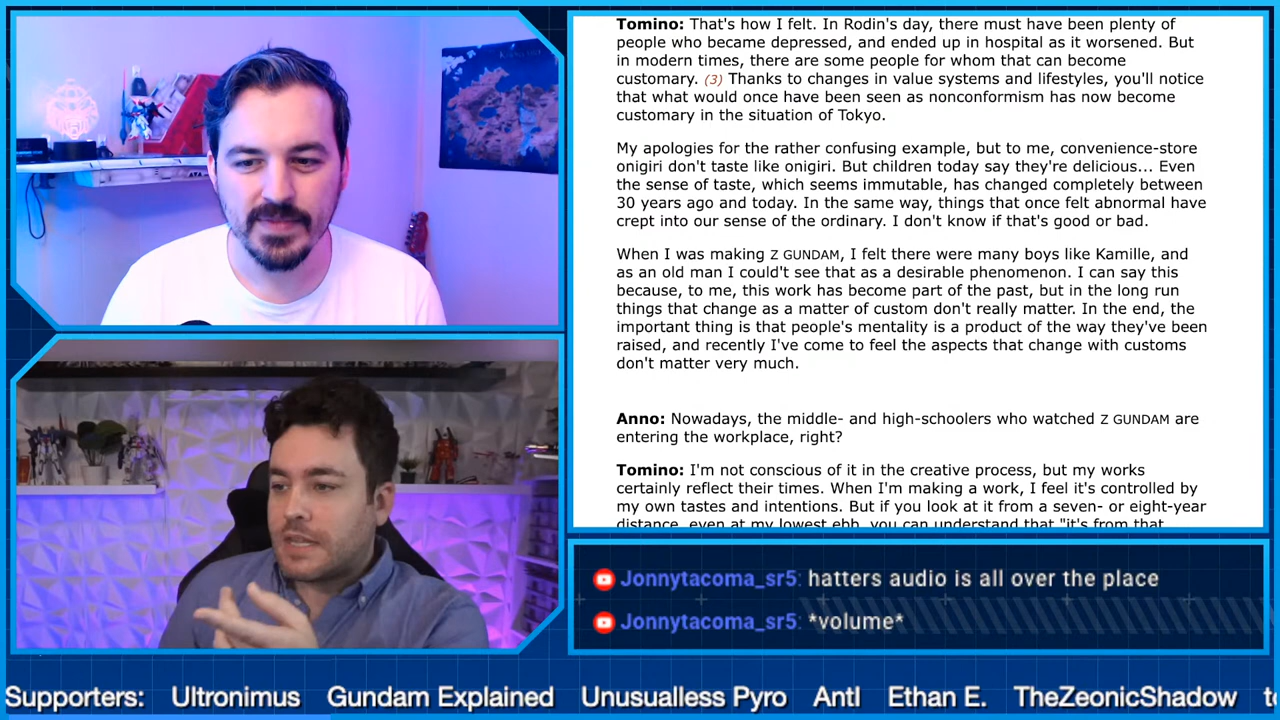 Tomino: That's how I felt. In Rodin's day, there must have been plenty of
people who became depressed, and ended up in hospital as it worsened. But
in modern times, there are some people for whom that can become
customary. (3) Thanks to changes in value systems and lifestyles, you'll notice
that what would once have been seen as nonconformism has now become
customary in the situation of Tokyo.
My apologies for the rather confusing example, but to me, convenience-store
onigiri don't taste like onigiri. But children today say they're delicious... Even
the sense of taste, which seems immutable, has changed completely between
30 years ago and today. In the same way, things that once felt abnormal have
crept into our sense of the ordinary. I don't know if that's good or bad.
When I was making Z GUNDAM, I felt there were many boys like Kamille, and
as an old man I could't see that as a desirable phenomenon. I can say this
because, to me, this work has become part of the past, but in the long run
things that change as a matter of custom don't really matter. In the end, the
important thing is that people's mentality is a product of the way they've been
raised, and recently I've come to feel the aspects that change with customs
don't matter very much.
Anno: Nowadays, the middle- and high-schoolers who watched Z GUNDAM are
entering the workplace, right?
Tomino: I'm not conscious of it in the creative process, but my works
certainly reflect their times. When I'm making a work, I feel it's controlled by
my own tastes and intentions. But if you look at it from a seven- or eight-year
distance, even at my lowest ebb, you can understand that "it's from that
Jonnytacoma_sr5: hatters audio is all over the place
Jonnytacoma_sr5: *volume*
Supporters: Ultronimus Gundam Explained Unusualless Pyro AntI Ethan E. TheZeonicShadow